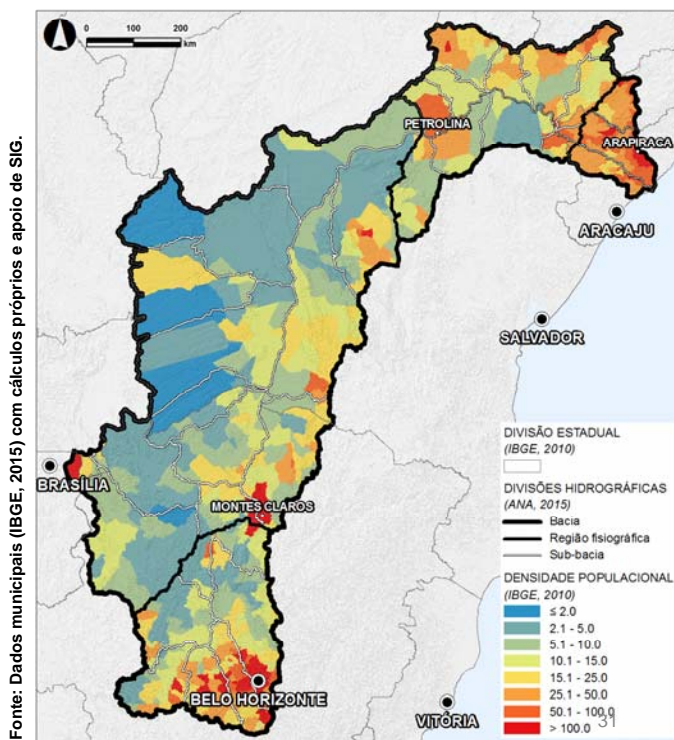 Fonte: Dados municipais (IBGE, 2015) com cálculos próprios e apoio de SIG.
0 100 200
km
PETROLINA
ARAPIRACA
ARACAJU
SALVADOR
BRASÍLIA
MONTES CLAROS
BELO HORIZONTE
VITÓRIA
DIVISÃO ESTADUAL
(IBGE, 2010)
DIVISÕES HIDROGRÁFICAS
(ANA, 2015)
Bacia
Região fisiográfica
Sub-bacia
DENSIDADE POPULACIONAL
(IBGE, 2010)
≤ 2.0
2.1 - 5.0
5.1 - 10.0
10.1 - 15.0
15.1 - 25.0
25.1 - 50.0
50.1 - 100.0
> 100.0
31